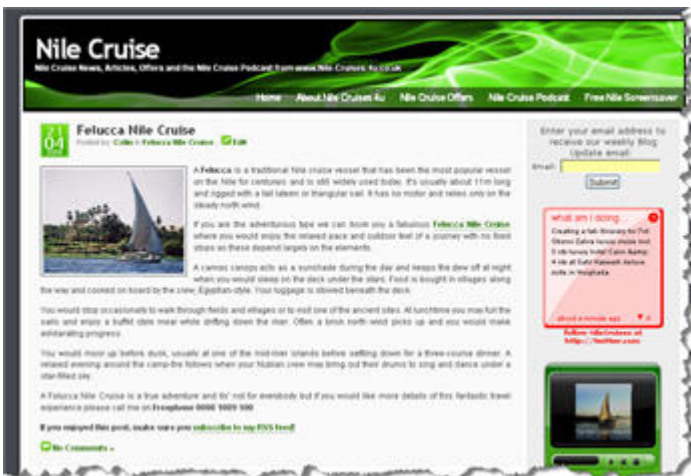 Nile Cruise
Nile Cruise News, Articles, Offers and the Nile Cruise Podcast from www.Nile-Cruises-4u.co.uk
Home About Nile Cruises 4u Nile Cruise Offers Nile Cruise Podcast Free Nile Screensaver
21
04
Felucca Nile Cruise
Posted by: Colin in Felucca Nile Cruise Edit
A Felucca is a traditional Nile cruise vessel that has been the most popular vessel
on the Nile for centuries and is still widely used today. It's usually about 11m long
and rigged with a tall lateen or triangular sail. It has no motor and relies only on the
steady north wind.
If you are the adventurous type we can book you a fabulous Felucca Nile Cruise
where you would enjoy the relaxed pace and outdoor feel of a journey with no fixed
stops as these depend largely on the elements.
A canvas canopy acts as a sunshade during the day and keeps the dew off at night
when you would sleep on the deck under the stars. Food is bought in villages along
the way and cooked on board by the crew, Egyptian-style. Your luggage is stowed beneath the deck.
You would stop occasionally to walk through fields and villages or to visit one of the ancient sites. At lunchtime you may furl the
sails and enjoy a buffet style meal while drifting down the river. Often a brisk north wind picks up and you would make
exhilarating progress.
You would moor up before dusk, usually at one of the mid-river islands before settling down for a three-course dinner. A
relaxed evening around the camp-fire follows when your Nubian crew may bring out their drums to sing and dance under a
star-filled sky.
A Felucca Nile Cruise is a true adventure and its' not for everybody but if you would like more details of this fantastic travel
experience please call me on Freephone 0800 1009 100
If you enjoyed this post, make sure you subscribe to my RSS feed!
No Comments »
Enter your email address to
receive our weekly Blog
Update email:
Email:
Submit
what am i doing
Creating a tail- itinerary for
5 nts luxury hotel Cairo &amp;
about a minute ago
Follow NileCruises at
http://twitter.com